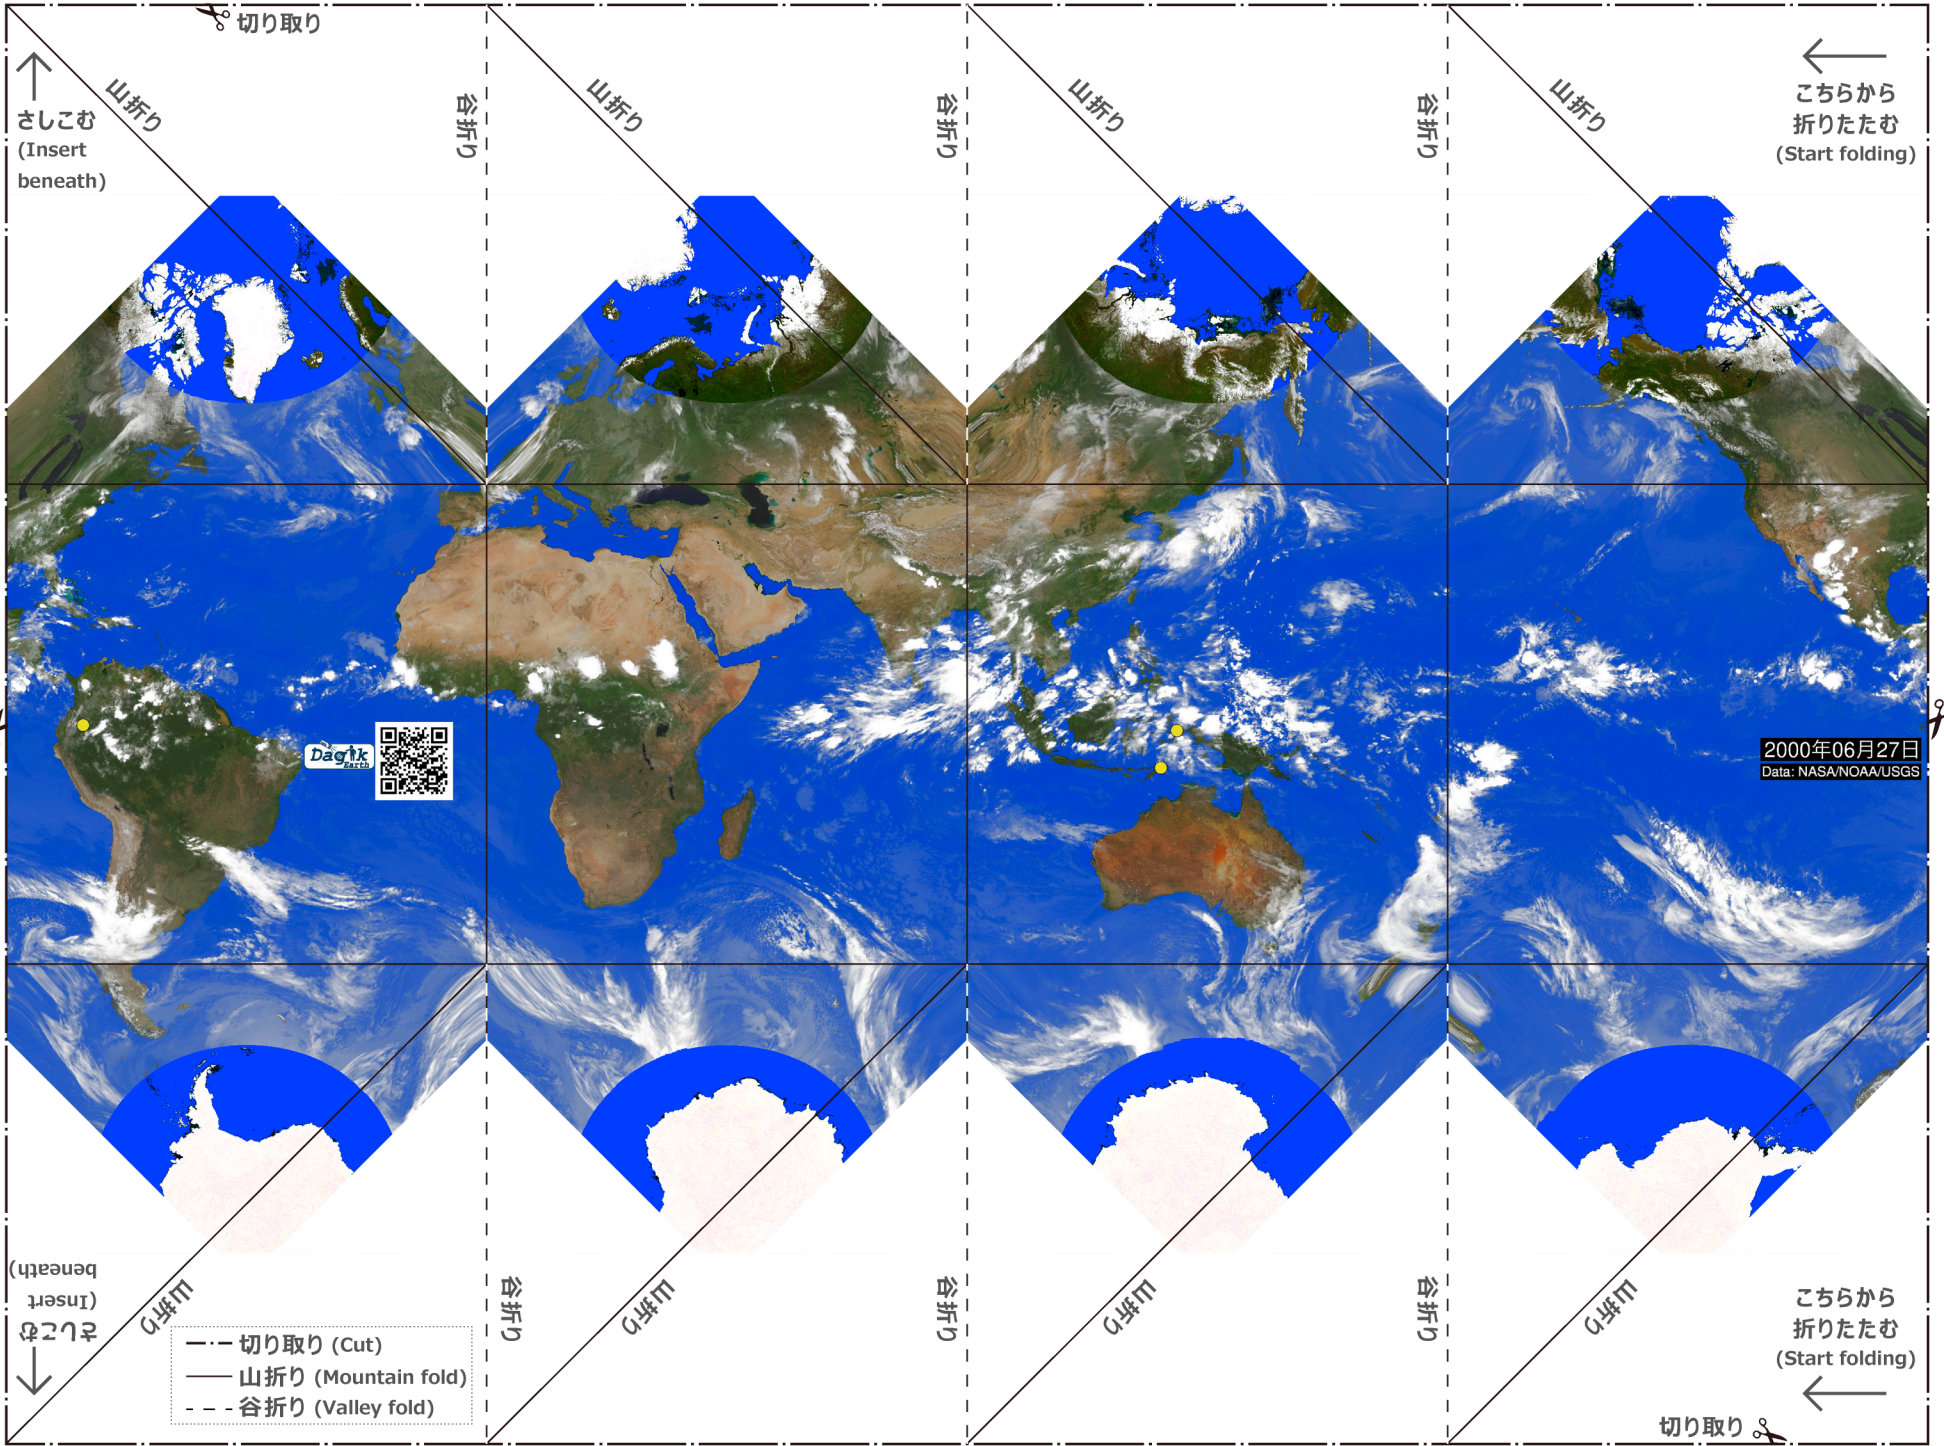 切り取り
山折り
谷折り
山折り
谷折り
山折り
谷折り
山折り
さしこむ
(Insert
beneath)
こちらから
折りたたむ
(Start folding)
Dagik
Earth
2000年06月27日
Data: NASA/NOAA/USGS
さしこむ
(Insert
beneath)
山折り
谷折り
山折り
谷折り
山折り
谷折り
山折り
こちらから
折りたたむ
(Start folding)
切り取り (Cut)
山折り (Mountain fold)
谷折り (Valley fold)
切り取り